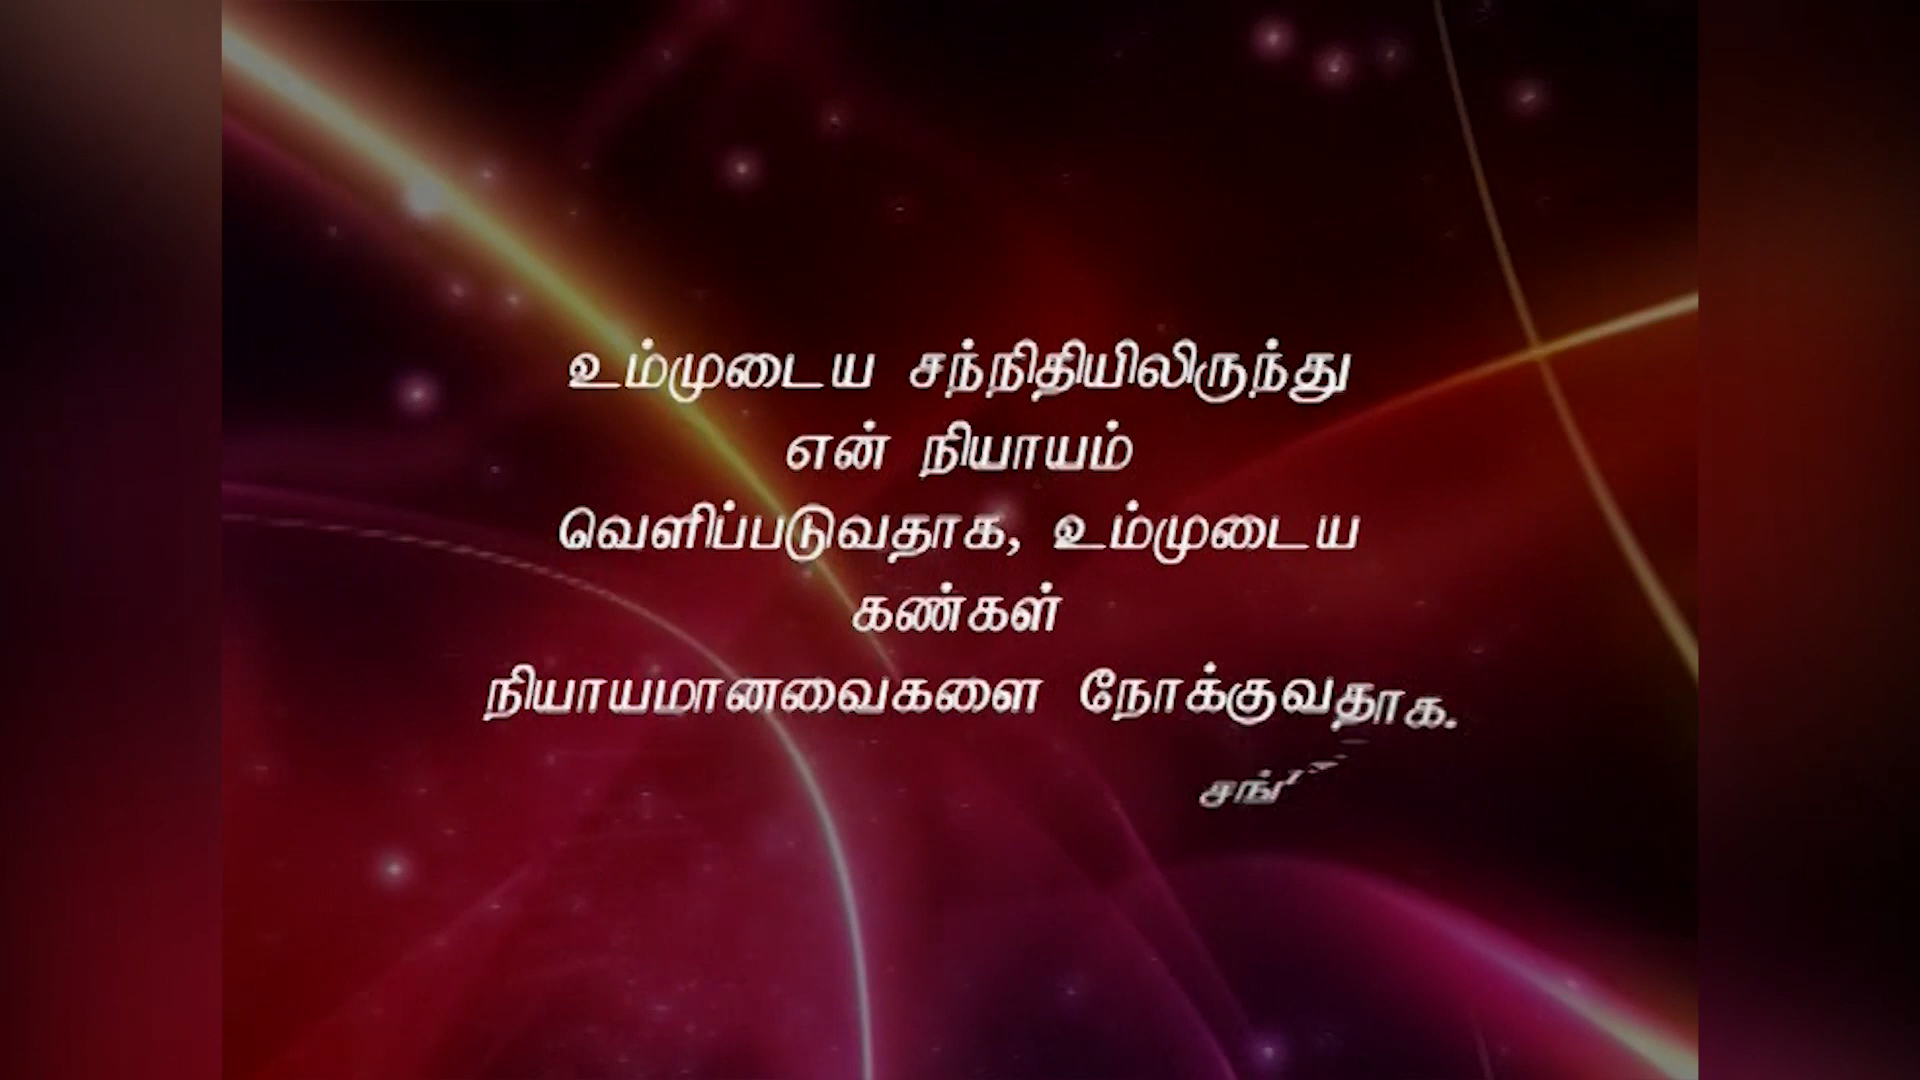 உம்முடைய சந்நிதியிலிருந்து
என் நியாயம்
வெளிப்படுவதாக, உம்முடைய
கண்கள்
நியாயமானவைகளை நோக்குவதாக.